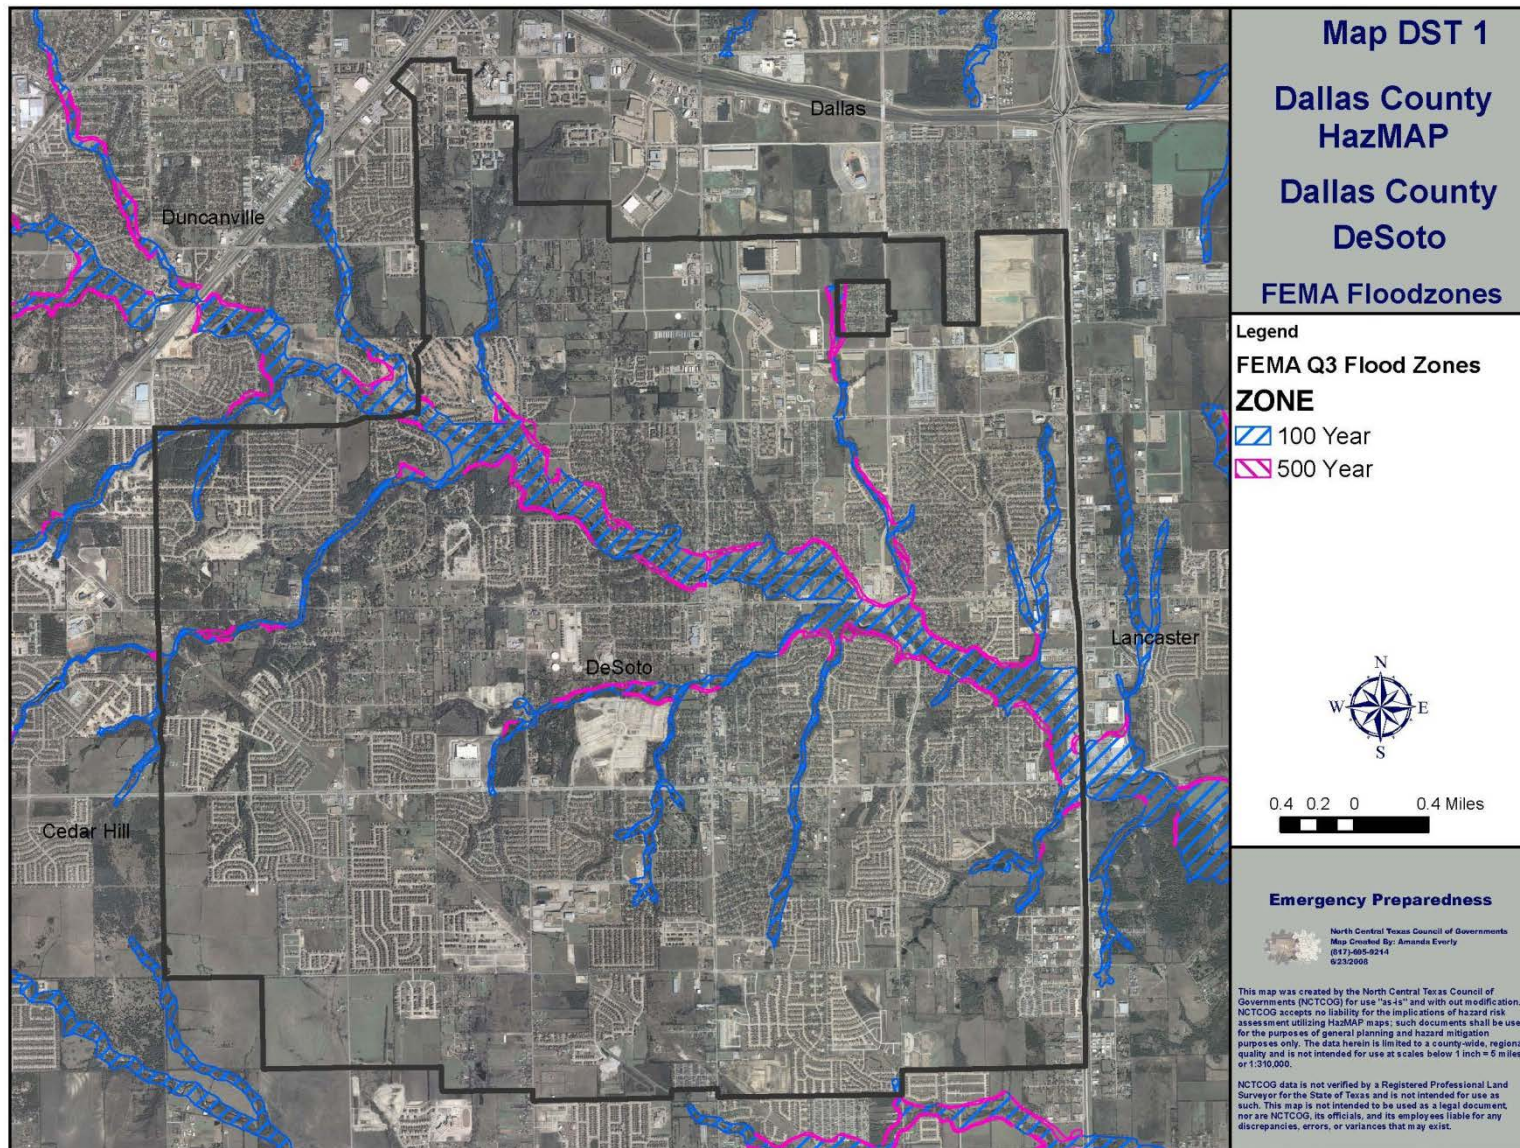 Map DST 1
Dallas County
HazMAP
Dallas County
DeSoto
FEMA Floodzones
Legend
FEMA Q3 Flood Zones
ZONE
100 Year
500 Year
N
W E
S
0.4 0.2 0 0.4 Miles
Emergency Preparedness
North Central Texas Council of Governments
Map Created By: Amanda Everly
(817)-695-9214
6/23/2008
This map was created by the North Central Texas Council of
Governments (NCTCOG) for use "as-is" and with out modification.
NCTCOG accepts no liability for the implications of hazard risk
assessment utilizing HazMAP maps; such documents shall be use
for the purposes of general planning and hazard mitigation
purposes only. The data herein is limited to a county-wide, regiona
quality and is not intended for use at scales below 1 inch = 5 miles
or 1:310,000.
NCTCOG data is not verified by a Registered Professional Land
Surveyor for the State of Texas and is not intended for use as
such. This map is not intended to be used as a legal document,
nor are NCTCOG, its officials, and its employees liable for any
discrepancies, errors, or variances that may exist.
Dallas
Duncanville
Lancaster
DeSoto
Cedar Hill